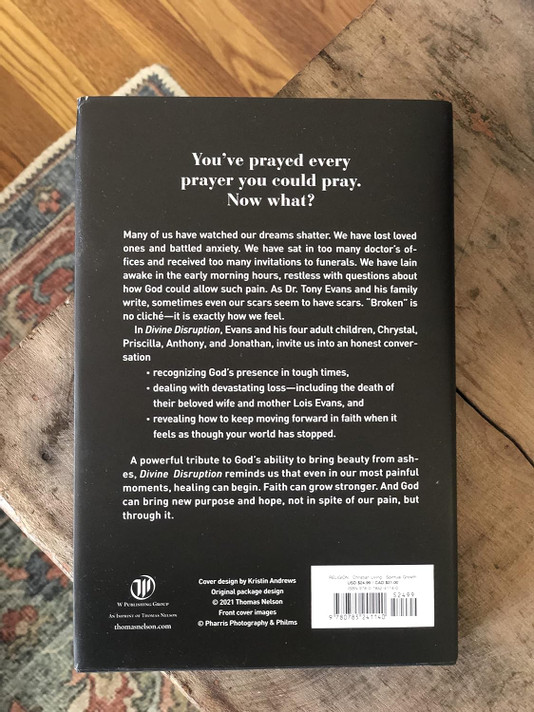 You've prayed every
prayer you could pray.
Now what?
Many of us have watched our dreams shatter. We have lost loved
ones and battled anxiety. We have sat in too many doctor's of-
fices and received too many invitations to funerals. We have lain
awake in the early morning hours, restless with questions about
how God could allow such pain. As Dr. Tony Evans and his family
write, sometimes even our scars seem to have scars. "Broken" is
no cliché—it is exactly how we feel.
In Divine Disruption, Evans and his four adult children, Chrystal,
Priscilla, Anthony, and Jonathan, invite us into an honest conver-
sation
• recognizing God's presence in tough times,
• dealing with devastating loss—including the death of
their beloved wife and mother Lois Evans, and
• revealing how to keep moving forward in faith when it
feels as though your world has stopped.
A powerful tribute to God's ability to bring beauty from ash-
es, Divine Disruption reminds us that even in our most painful
moments, healing can begin. Faith can grow stronger. And God
can bring new purpose and hope, not in spite of our pain, but
through it.
W
W Publishing Group
An Imprint of Thomas Nelson
thomasnelson.com
Cover design by Kristin Andrews
Original package design
© 2021 Thomas Nelson
Front cover images
© Pharris Photography & Philms
RELIGION / Christian Living / Spiritual Growth
USD $24.99 / CAD $31.00
52499
9 780785 241140